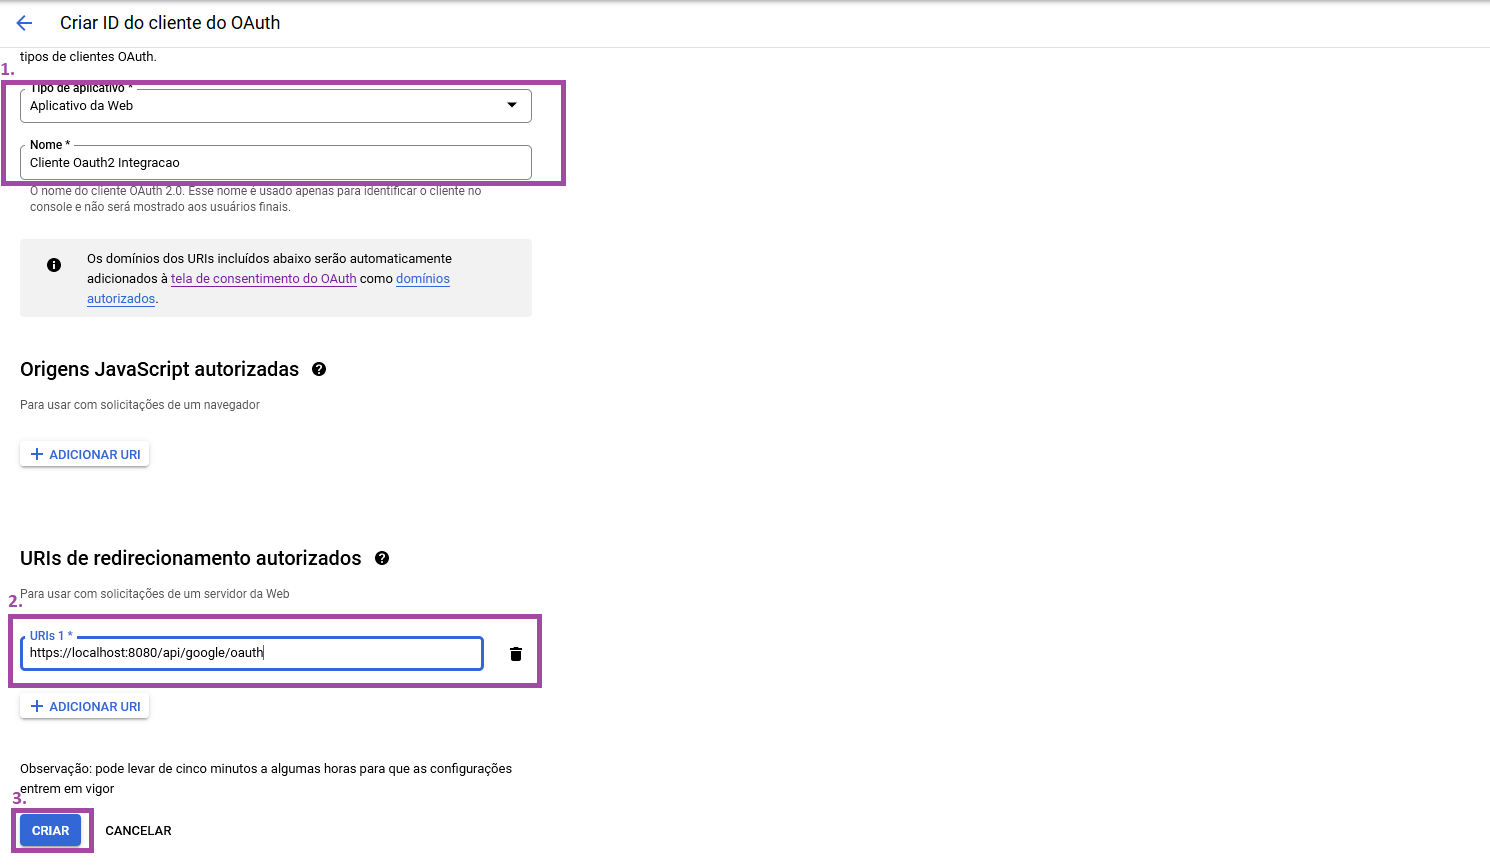 Criar ID do cliente do OAuth
tipos de clientes OAuth.
1.
Tipo de aplicativo *
Aplicativo da Web
Nome *
Cliente Oauth2 Integracao
O nome do cliente OAuth 2.0. Esse nome é usado apenas para identificar o cliente no
console e não será mostrado aos usuários finais.
Os domínios dos URIs incluídos abaixo serão automaticamente
adicionados à tela de consentimento do OAuth como domínios
autorizados.
Origens JavaScript autorizadas
Para usar com solicitações de um navegador
ADICIONAR URI
URIs de redirecionamento autorizados
Para usar com solicitações de um servidor da Web
2.
URIs 1 *
https://localhost:8080/api/google/oauth
ADICIONAR URI
Observação: pode levar de cinco minutos a algumas horas para que as configurações
entrem em vigor
3.
CRIAR CANCELAR